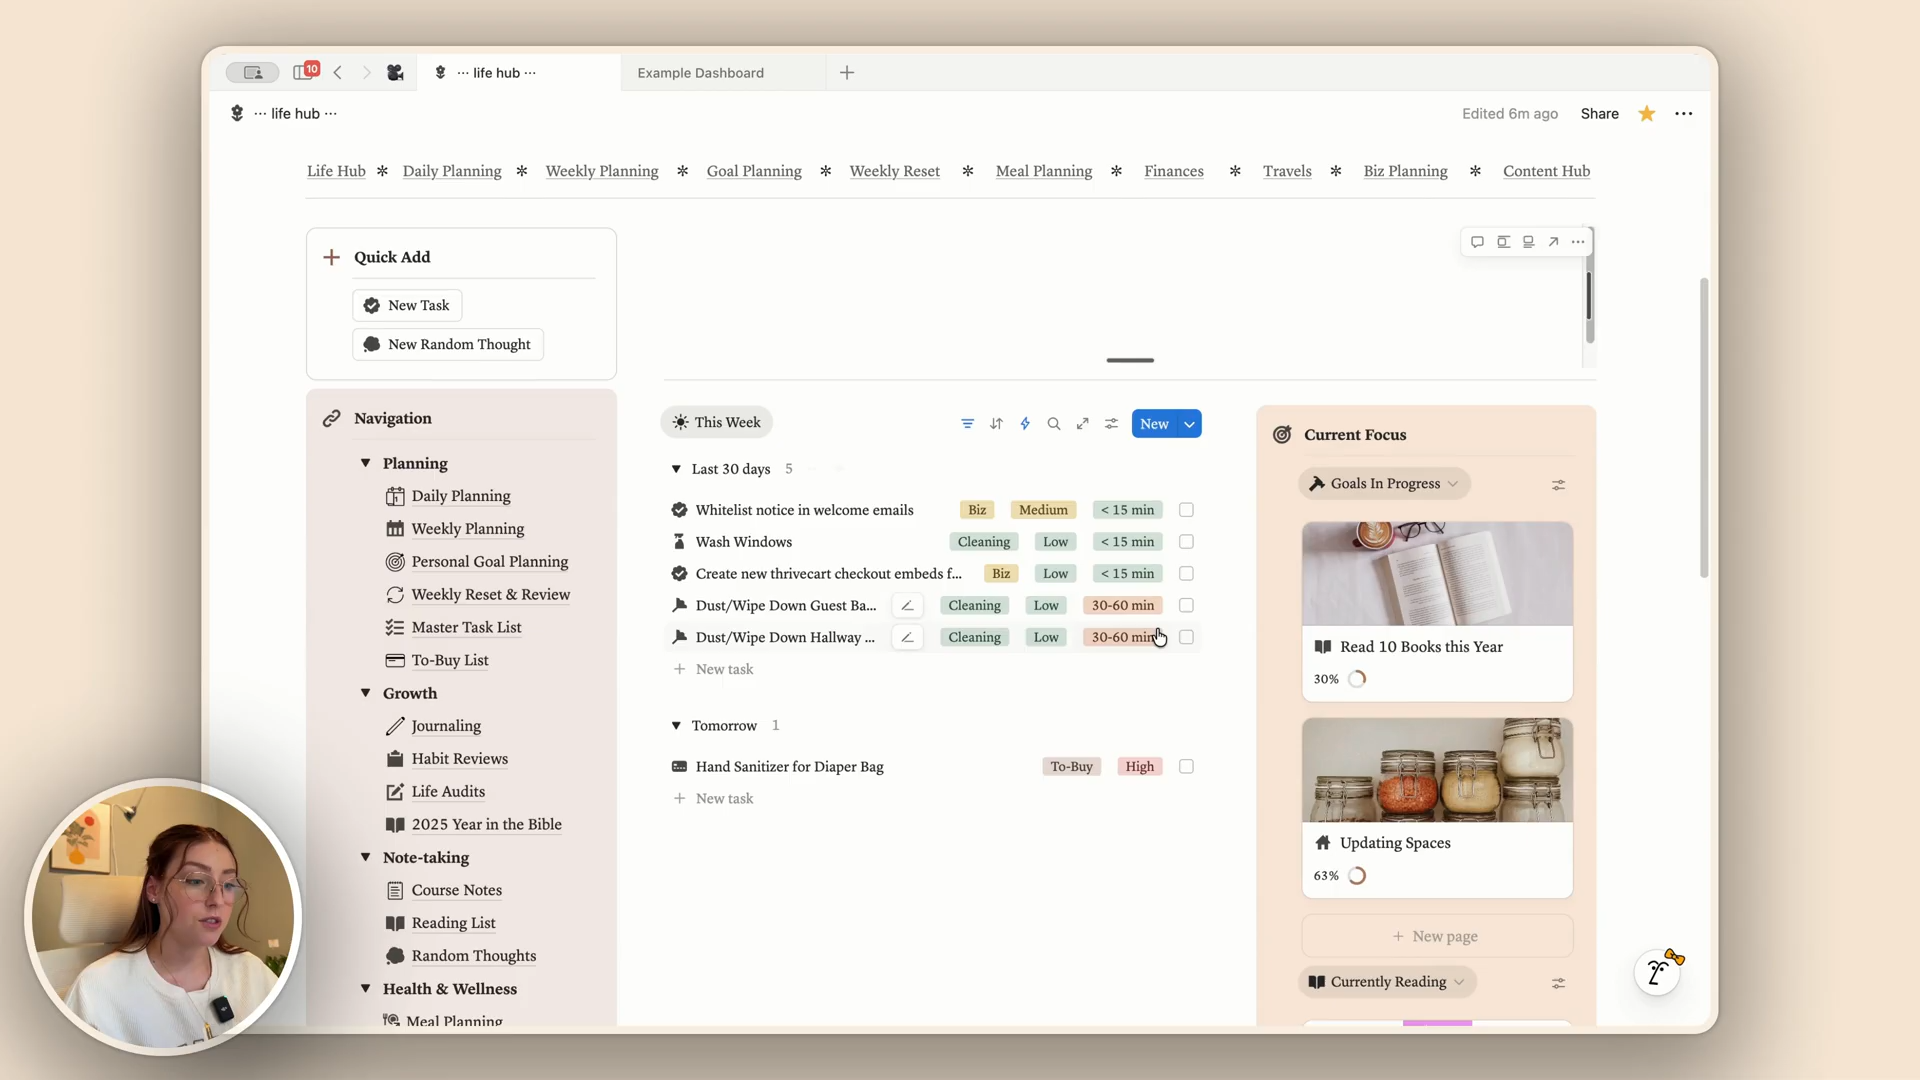 10
··· life hub ···
Example Dashboard
··· life hub ···
Edited 6m ago
Share
Life Hub * Daily Planning * Weekly Planning * Goal Planning * Weekly Reset * Meal Planning * Finances * Travels * Biz Planning * Content Hub
Quick Add
New Task
New Random Thought
Navigation
Planning
Daily Planning
Weekly Planning
Personal Goal Planning
Weekly Reset & Review
Master Task List
To-Buy List
Growth
Journaling
Habit Reviews
Life Audits
2025 Year in the Bible
Note-taking
Course Notes
Reading List
Random Thoughts
Health & Wellness
Meal Planning
This Week
New
Last 30 days 5
Whitelist notice in welcome emails Biz Medium < 15 min
Wash Windows Cleaning Low < 15 min
Create new thrivecart checkout embeds f... Biz Low < 15 min
Dust/Wipe Down Guest Ba... Cleaning Low 30-60 min
Dust/Wipe Down Hallway ... Cleaning Low 30-60 min
+ New task
Tomorrow 1
Hand Sanitizer for Diaper Bag To-Buy High
+ New task
Current Focus
Goals In Progress
Read 10 Books this Year
30%
Updating Spaces
63%
+ New page
Currently Reading